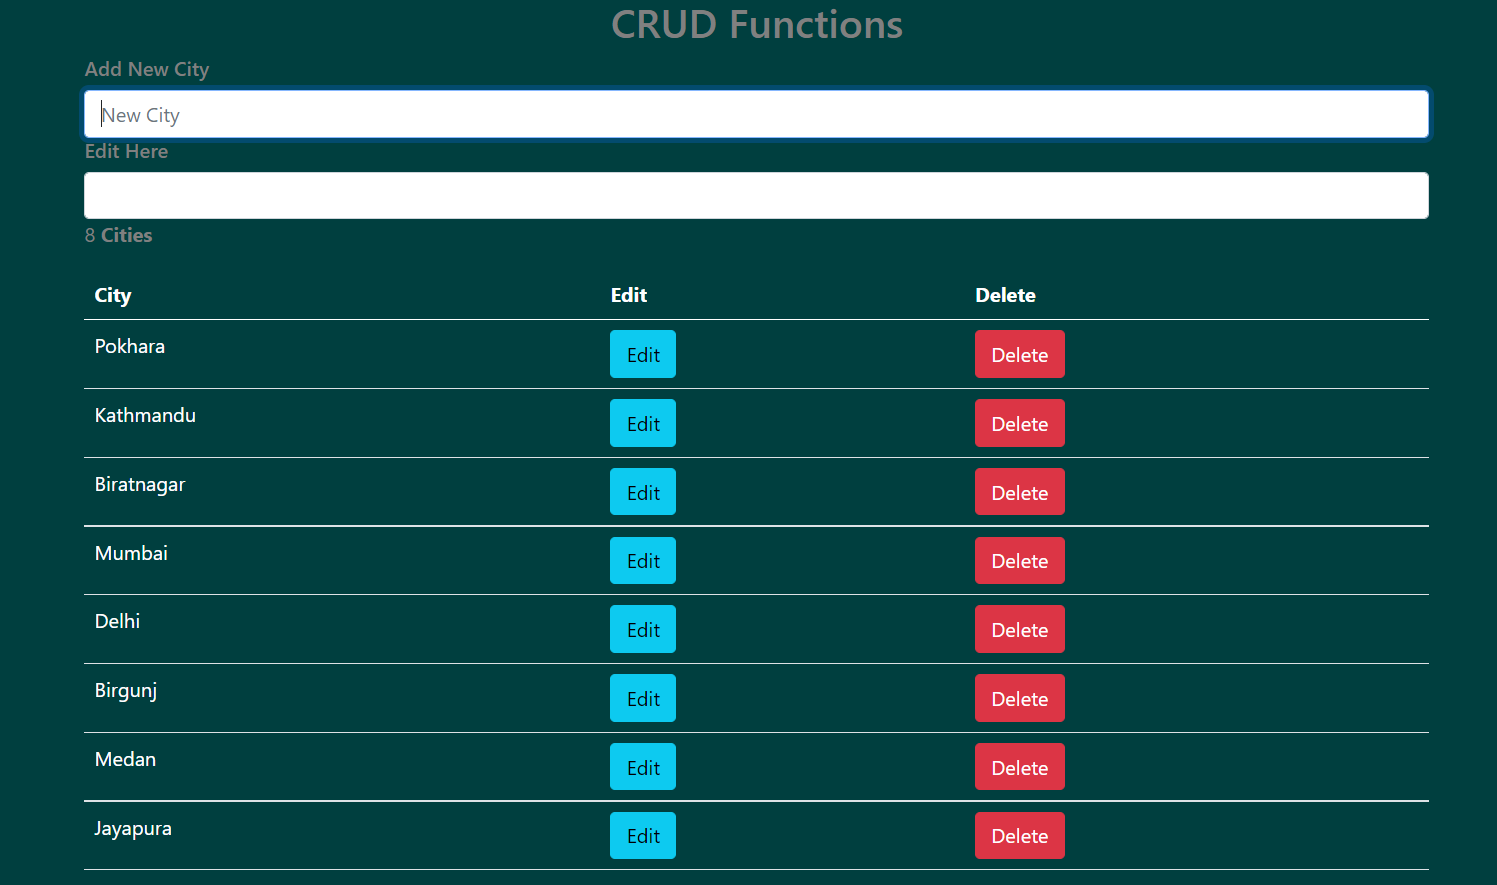 CRUD Functions
Add New City
New City
Edit Here
8 Cities
City Edit Delete
Pokhara Edit Delete
Kathmandu Edit Delete
Biratnagar Edit Delete
Mumbai Edit Delete
Delhi Edit Delete
Birgunj Edit Delete
Medan Edit Delete
Jayapura Edit Delete